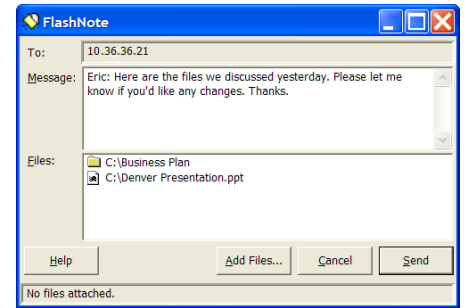 FlashNote
To: 10.36.36.21
Message: Eric: Here are the files we discussed yesterday. Please let me
know if you'd like any changes. Thanks.
Files: C:\Business Plan
C:\Denver Presentation.ppt
Help Add Files... Cancel Send
No files attached.